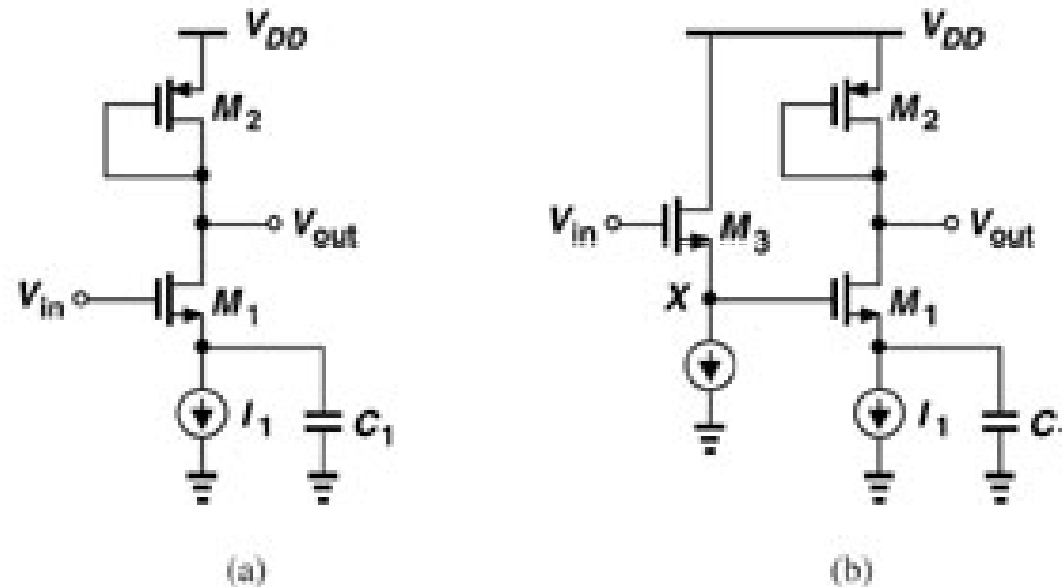 V_DD
M_2
V_out
V_in
M_1
I_1
C_1
(a)
V_DD
M_2
V_in
M_3
V_out
X
M_1
I_1
C
(b)